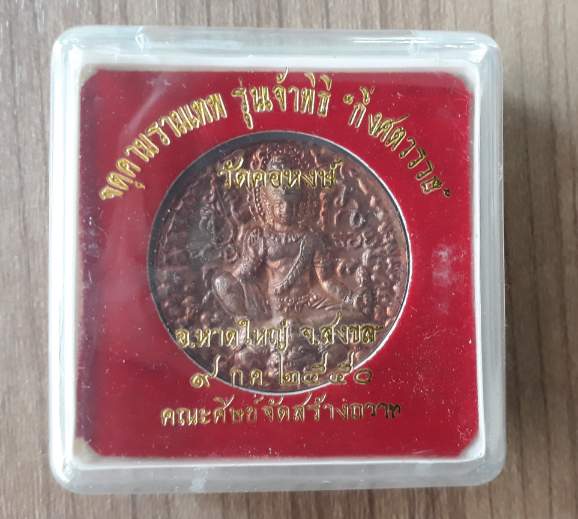 จตุคามรามเทพ รุ่นเจ้าพิธี "กิ่งศตวรรษ"
วัดคอหงษ์
อ.หาดใหญ่ จ.สงขลา
๙ ก.ค. ๒๕๕๐
คณะศิษย์จัดสร้างถวาย